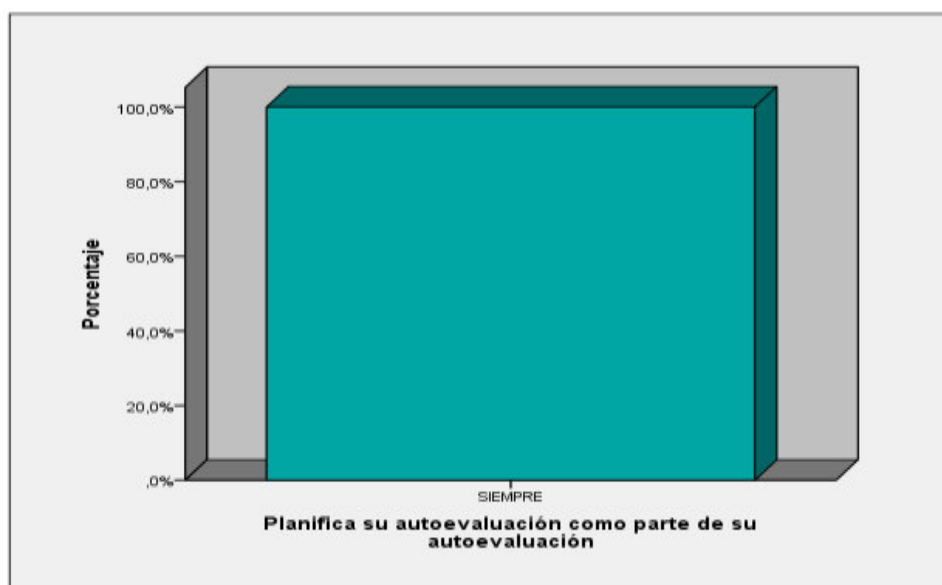 100,0%
80,0%
60,0%
40,0%
20,0%
,0%
Porcentaje
SIEMPRE
Planifica su autoevaluación como parte de su
autoevaluación